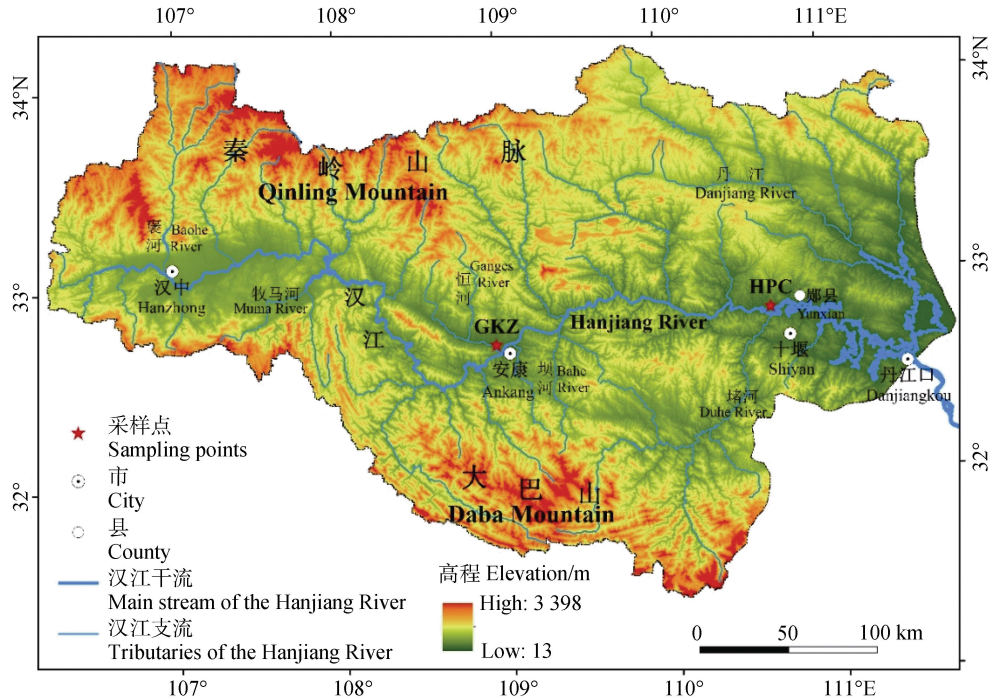 107°
108°
109°
110°
111°E
34°N
34°N
秦
岭
山
脉
Qinling Mountain
丹 江
Danjiang River
褒
河
Baohe
River
33°
33°
汉中
Hanzhong
牧马河
Muma River
恒
河
Ganges
River
汉
江
HPC
郧县
Yunxian
GKZ
Hanjiang River
十堰
Shiyan
安康
Ankang
坝
河
Bahe
River
丹江口
Danjiangkou
堵河
Duhe River
采样点
Sampling points
市
City
县
County
32°
32°
大
巴
山
Daba Mountain
汉江干流
Main stream of the Hanjiang River
汉江支流
Tributaries of the Hanjiang River
高程 Elevation/m
High: 3 398
Low: 13
0
50
100 km
107°
108°
109°
110°
111°E